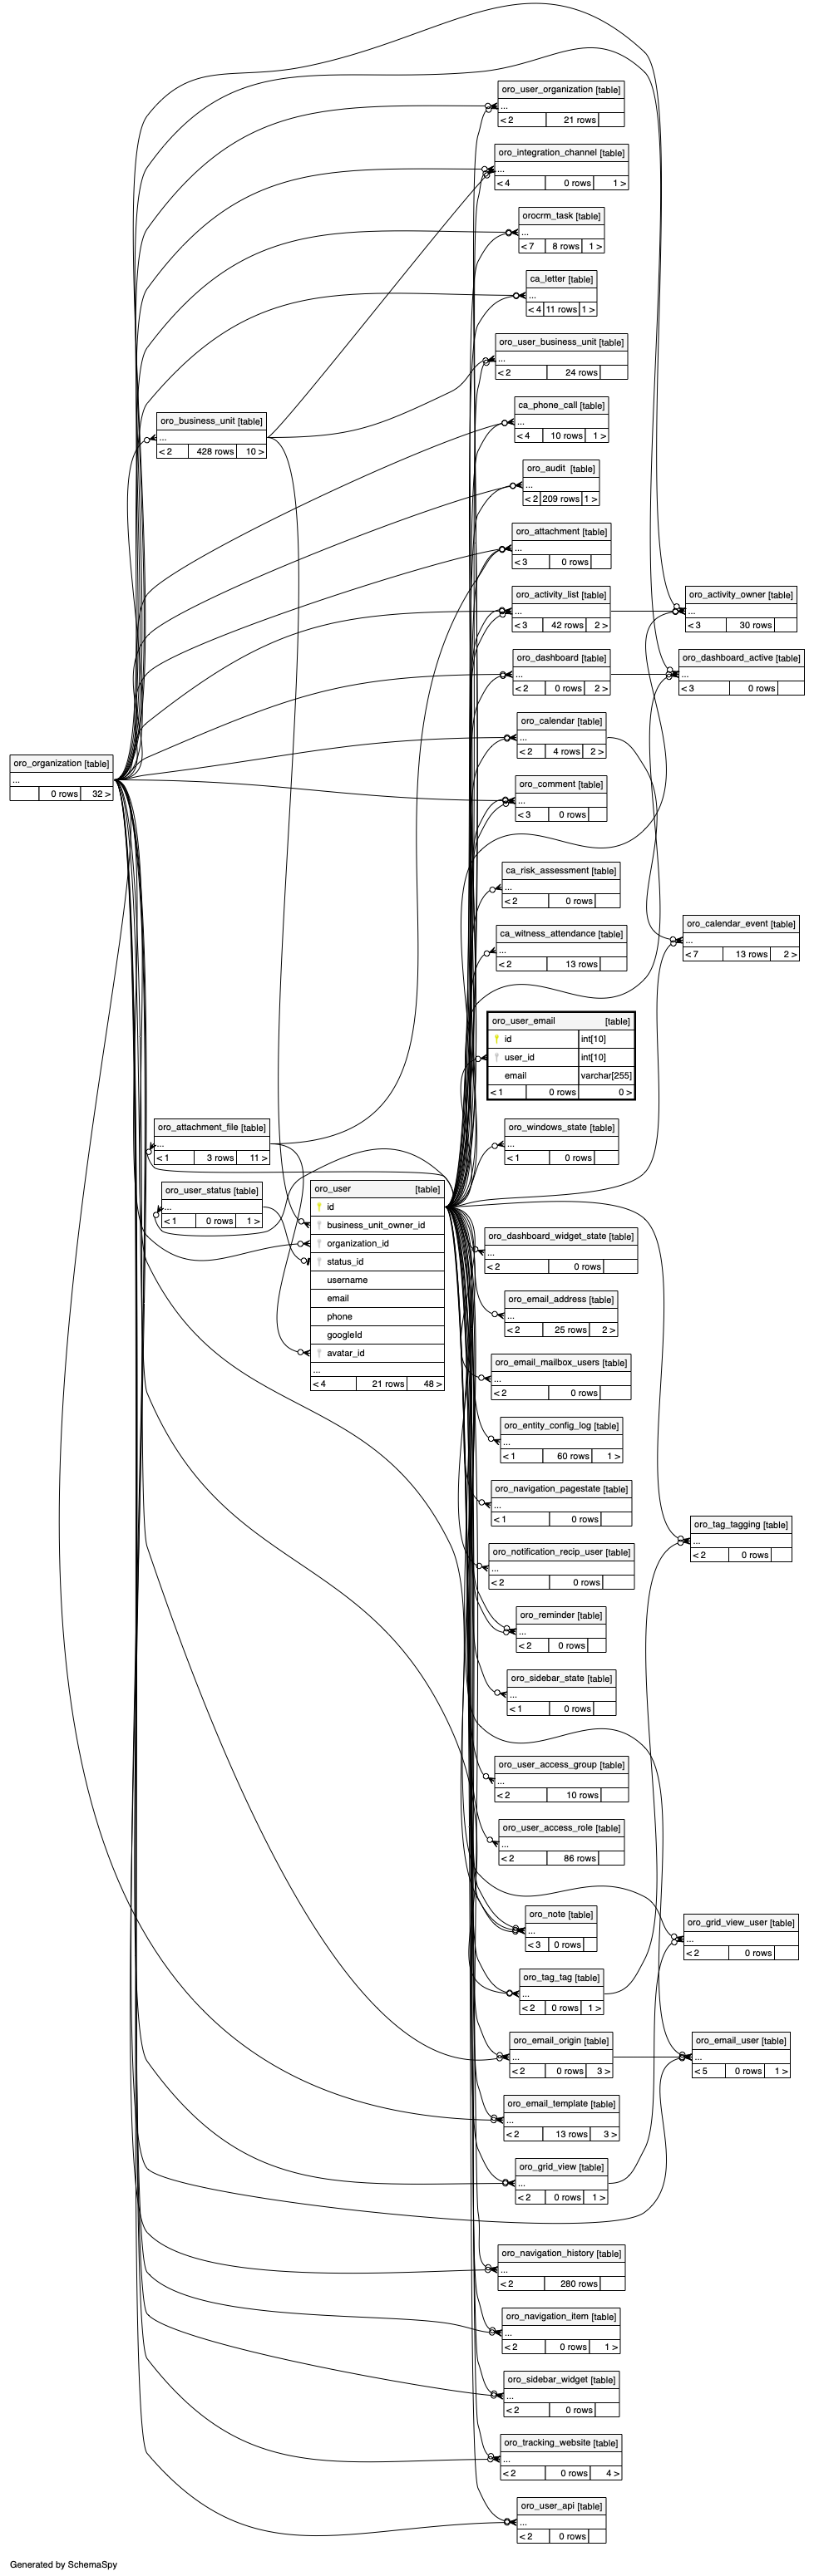 oro_user_organization [table]
...
< 2 21 rows
oro_integration_channel [table]
...
< 4 0 rows 1 >
orocrm_task [table]
...
< 7 8 rows 1 >
ca_letter [table]
...
< 4 11 rows 1 >
oro_user_business_unit [table]
...
< 2 24 rows
ca_phone_call [table]
...
< 4 10 rows 1 >
oro_business_unit [table]
...
< 2 428 rows 10 >
oro_audit [table]
...
< 2 209 rows 1 >
oro_attachment [table]
...
< 3 0 rows
oro_activity_list [table]
...
< 3 42 rows 2 >
oro_activity_owner [table]
...
< 3 30 rows
oro_dashboard [table]
...
< 2 0 rows 2 >
oro_dashboard_active [table]
...
< 3 0 rows
oro_calendar [table]
...
< 2 4 rows 2 >
oro_organization [table]
...
0 rows 32 >
oro_comment [table]
...
< 3 0 rows
ca_risk_assessment [table]
...
< 2 0 rows
oro_calendar_event [table]
...
< 7 13 rows 2 >
ca_witness_attendance [table]
...
< 2 13 rows
oro_user_email [table]
id int[10]
user_id int[10]
email varchar[255]
< 1 0 rows 0 >
oro_attachment_file [table]
...
< 1 3 rows 11 >
oro_windows_state [table]
...
< 1 0 rows
oro_user_status [table]
...
< 1 0 rows 1 >
oro_user [table]
id
business_unit_owner_id
organization_id
status_id
username
email
phone
googleId
avatar_id
...
< 4 21 rows 48 >
oro_dashboard_widget_state [table]
...
< 2 0 rows
oro_email_address [table]
...
< 2 25 rows 2 >
oro_email_mailbox_users [table]
...
< 2 0 rows
oro_entity_config_log [table]
...
< 1 60 rows 1 >
oro_navigation_pagestate [table]
...
< 1 0 rows
oro_tag_tagging [table]
...
< 2 0 rows
oro_notification_recip_user [table]
...
< 2 0 rows
oro_reminder [table]
...
< 2 0 rows
oro_sidebar_state [table]
...
< 1 0 rows
oro_user_access_group [table]
...
< 2 10 rows
oro_user_access_role [table]
...
< 2 86 rows
oro_note [table]
...
< 3 0 rows
oro_grid_view_user [table]
...
< 2 0 rows
oro_tag_tag [table]
...
< 2 0 rows 1 >
oro_email_origin [table]
...
< 2 0 rows 3 >
oro_email_user [table]
...
< 5 0 rows 1 >
oro_email_template [table]
...
< 2 13 rows 3 >
oro_grid_view [table]
...
< 2 0 rows 1 >
oro_navigation_history [table]
...
< 2 280 rows
oro_navigation_item [table]
...
< 2 0 rows 1 >
oro_sidebar_widget [table]
...
< 2 0 rows
oro_tracking_website [table]
...
< 2 0 rows 4 >
oro_user_api [table]
...
< 2 0 rows
Generated by SchemaSpy